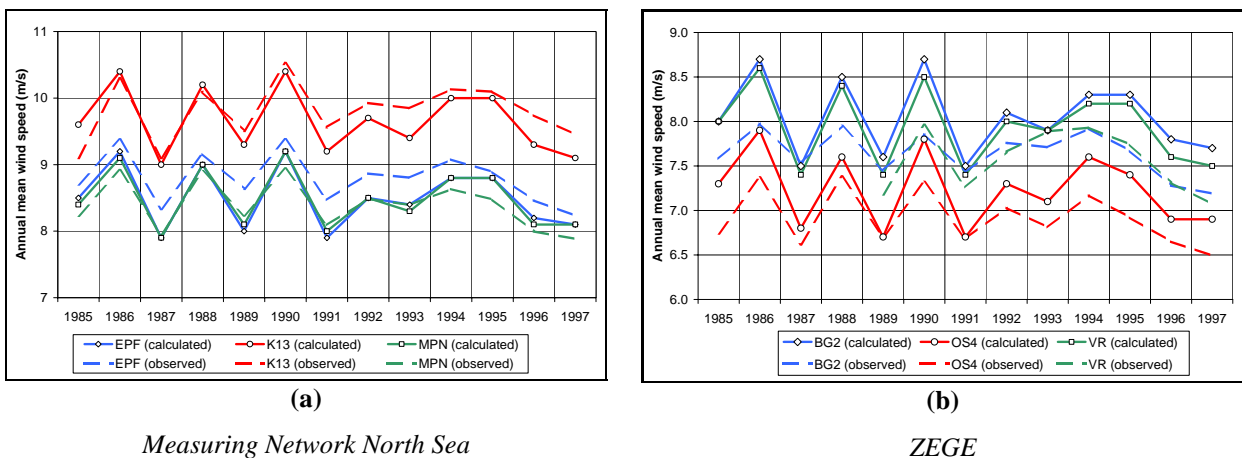 Annual mean wind speed (m/s)
11
10
9
8
7
1985 1986 1987 1988 1989 1990 1991 1992 1993 1994 1995 1996 1997
EPF (calculated) K13 (calculated) MPN (calculated)
EPF (observed) K13 (observed) MPN (observed)
(a)
Measuring Network North Sea
Annual mean wind speed (m/s)
9.0
8.5
8.0
7.5
7.0
6.5
6.0
1985 1986 1987 1988 1989 1990 1991 1992 1993 1994 1995 1996 1997
BG2 (calculated) OS4 (calculated) VR (calculated)
BG2 (observed) OS4 (observed) VR (observed)
(b)
ZEGE